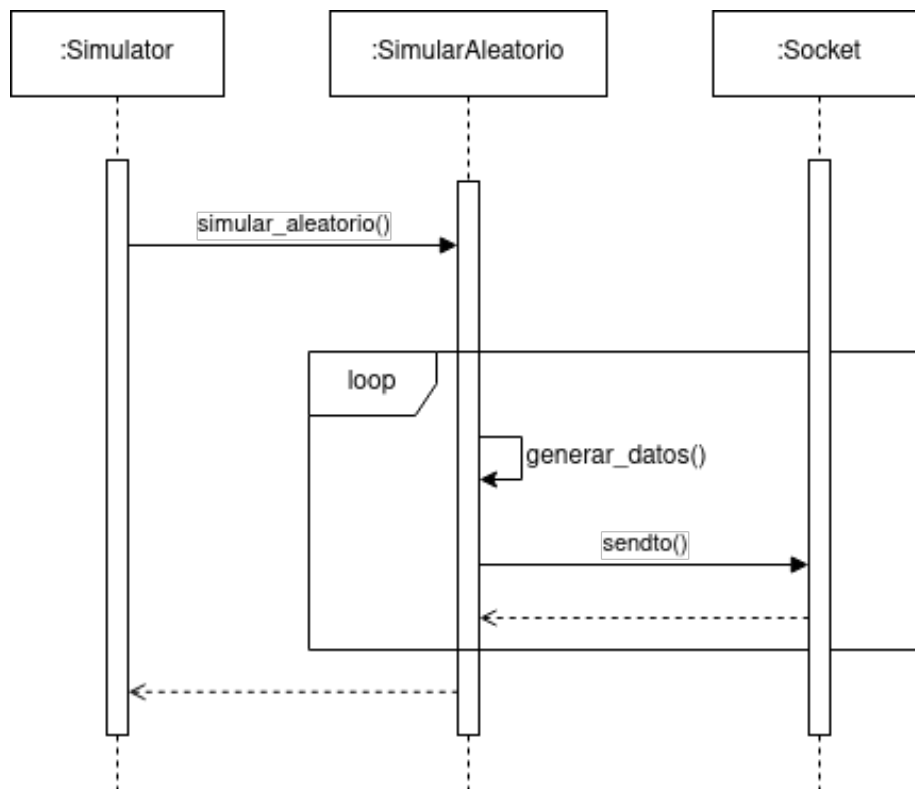 :Simulator
:SimularAleatorio
:Socket
simular_aleatorio()
loop
generar_datos()
sendto()